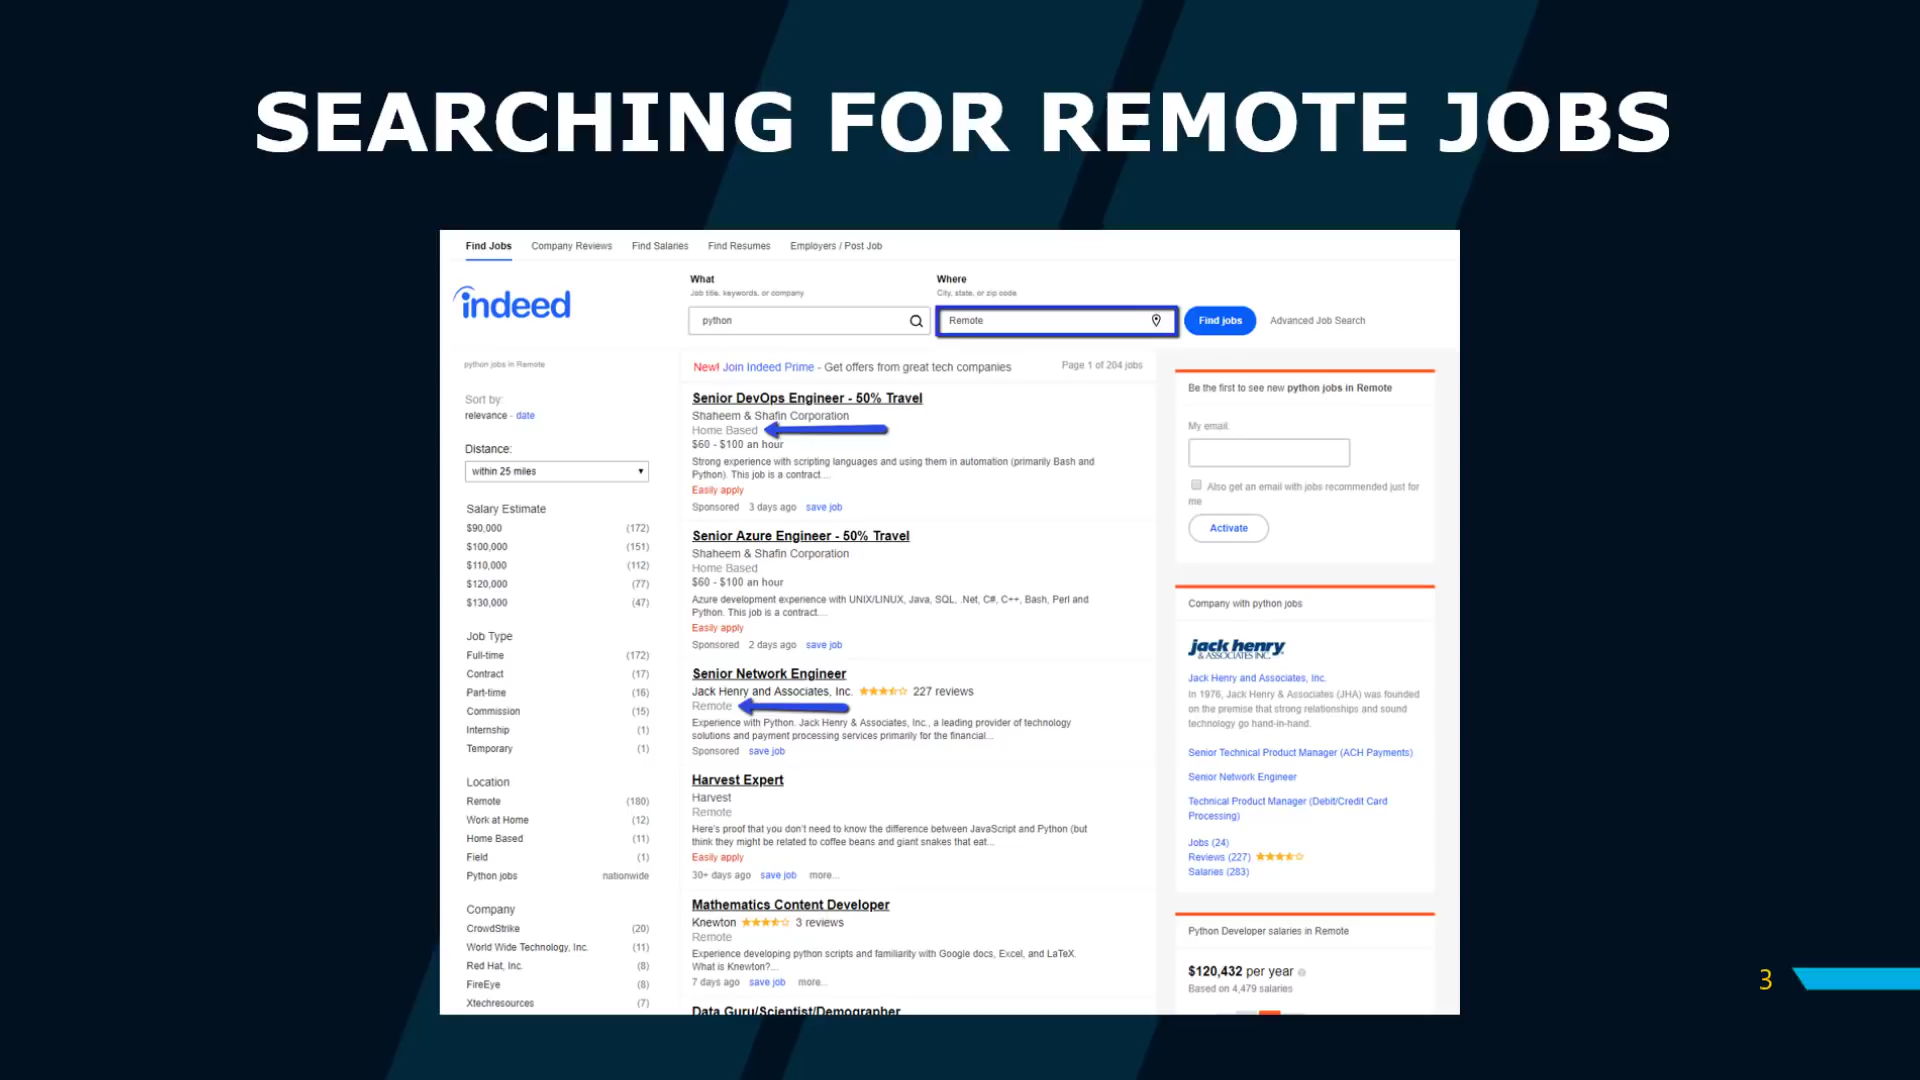 SEARCHING FOR REMOTE JOBS
Find Jobs Company Reviews Find Salaries Find Resumes Employers / Post Job
indeed
What
Job title, keywords, or company
python
Where
City, state, or zip code
Remote
Find jobs
Advanced Job Search
python jobs in Remote
Sort by:
relevance - date
Distance:
within 25 miles
Salary Estimate
$90,000 (172)
$100,000 (151)
$110,000 (112)
$120,000 (77)
$130,000 (47)
Job Type
Full-time (172)
Contract (17)
Part-time (16)
Commission (15)
Internship (1)
Temporary (1)
Location
Remote (180)
Work at Home (12)
Home Based (11)
Field (1)
Python jobs nationwide
Company
CrowdStrike (20)
World Wide Technology, Inc. (11)
Red Hat, Inc. (8)
FireEye (8)
Xtechresources (7)
New! Join Indeed Prime - Get offers from great tech companies
Page 1 of 204 jobs
Senior DevOps Engineer - 50% Travel
Shaheem & Shafin Corporation
Home Based
$60 - $100 an hour
Strong experience with scripting languages and using them in automation (primarily Bash and
Python). This job is a contract....
Easily apply
Sponsored 3 days ago save job
Senior Azure Engineer - 50% Travel
Shaheem & Shafin Corporation
Home Based
$60 - $100 an hour
Azure development experience with UNIX/LINUX, Java, SQL, .Net, C#, C++, Bash, Perl and
Python. This job is a contract....
Easily apply
Sponsored 2 days ago save job
Senior Network Engineer
Jack Henry and Associates, Inc. 227 reviews
Remote
Experience with Python. Jack Henry & Associates, Inc., a leading provider of technology
solutions and payment processing services primarily for the financial...
Sponsored save job
Harvest Expert
Harvest
Remote
Here's proof that you don't need to know the difference between JavaScript and Python (but
think they might be related to coffee beans and giant snakes that eat...
Easily apply
30+ days ago save job more...
Mathematics Content Developer
Knewton 3 reviews
Remote
Experience developing python scripts and familiarity with Google docs, Excel, and LaTeX.
What is Knewton?...
7 days ago save job more...
Data Guru/Scientist/Demographer
Be the first to see new python jobs in Remote
My email:
Also get an email with jobs recommended just for
me
Activate
Company with python jobs
jack henry
& ASSOCIATES INC.
Jack Henry and Associates, Inc.
In 1976, Jack Henry & Associates (JHA) was founded
on the premise that strong relationships and sound
technology go hand-in-hand.
Senior Technical Product Manager (ACH Payments)
Senior Network Engineer
Technical Product Manager (Debit/Credit Card
Processing)
Jobs (24)
Reviews (227)
Salaries (283)
Python Developer salaries in Remote
$120,432 per year
Based on 4,479 salaries
3